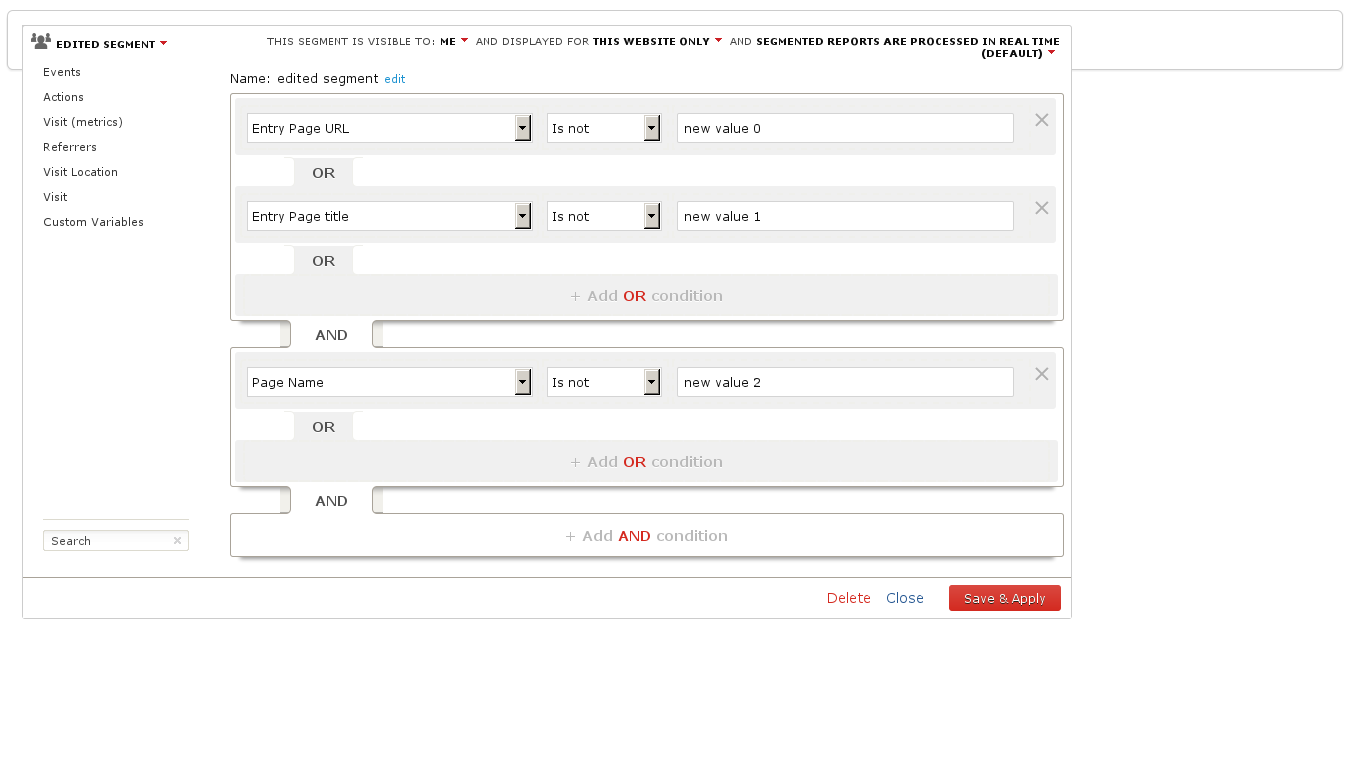 EDITED SEGMENT
THIS SEGMENT IS VISIBLE TO: ME AND DISPLAYED FOR THIS WEBSITE ONLY AND SEGMENTED REPORTS ARE PROCESSED IN REAL TIME
(DEFAULT)
Events
Actions
Visit (metrics)
Referrers
Visit Location
Visit
Custom Variables
Search
Name: edited segment edit
Entry Page URL Is not new value 0
OR
Entry Page title Is not new value 1
OR
+ Add OR condition
AND
Page Name Is not new value 2
OR
+ Add OR condition
AND
+ Add AND condition
Delete Close Save & Apply